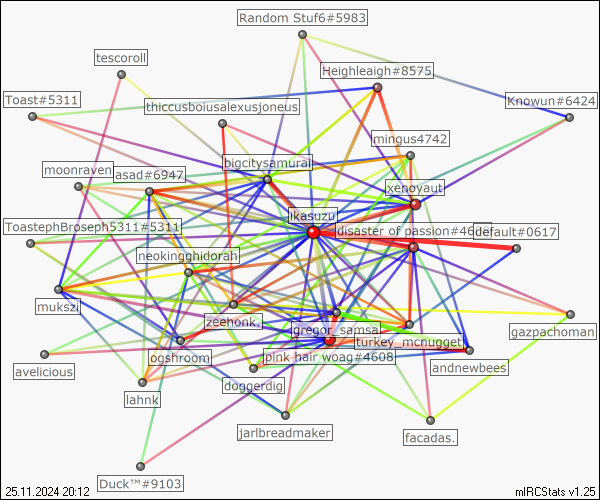 Random Stuf6#5983
tescoroll
Heighleaigh#8575
Toast#5311
thiccusboiusalexusjoneus
Knowun#6424
mingus4742
bigcitysamurai
moonraven
asad#6947
xenoyaut
ikasuzu
ToastephBroseph5311#5311
disaster of passion#46
default#0617
neokingghidorah
mukszi
zeehonk.
gregor_samsa
gazpachoman
turkey_mcnugget
oqshroom
pink hair woag#4608
avelicious
andnewbees
doggerdig
lahnk
jarlbreadmaker
facadas.
Duck™#9103
25.11.2024 20:12
mIRCStats v1.25